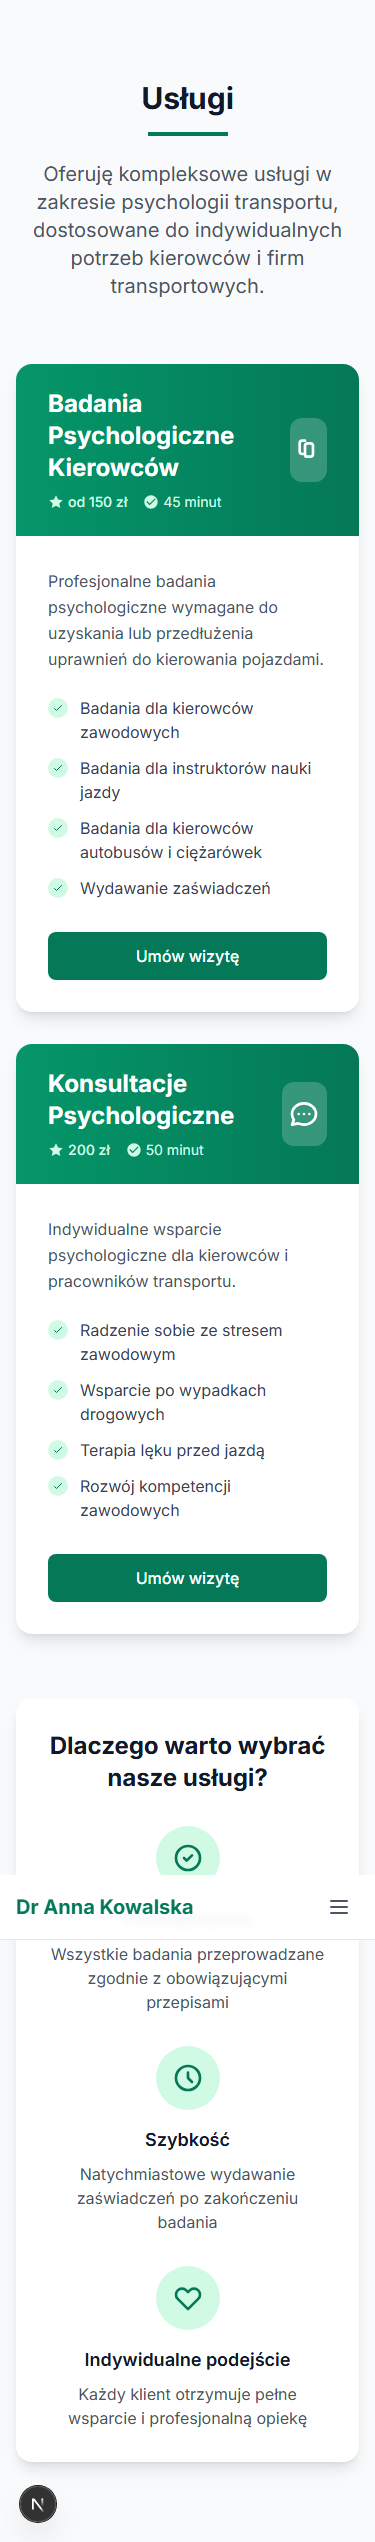 Usługi
Oferuję kompleksowe usługi w
zakresie psychologii transportu,
dostosowane do indywidualnych
potrzeb kierowców i firm
transportowych.
Badania
Psychologiczne
Kierowców
od 150 zł 45 minut
Profesjonalne badania
psychologiczne wymagane do
uzyskania lub przedłużenia
uprawnień do kierowania pojazdami.
Badania dla kierowców
zawodowych
Badania dla instruktorów nauki
jazdy
Badania dla kierowców
autobusów i ciężarówek
Wydawanie zaświadczeń
Umów wizytę
Konsultacje
Psychologiczne
200 zł 50 minut
Indywidualne wsparcie
psychologiczne dla kierowców i
pracowników transportu.
Radzenie sobie ze stresem
zawodowym
Wsparcie po wypadkach
drogowych
Terapia lęku przed jazdą
Rozwój kompetencji
zawodowych
Umów wizytę
Dlaczego warto wybrać
nasze usługi?
Dr Anna Kowalska
Wszystkie badania przeprowadzane
zgodnie z obowiązującymi
przepisami
Szybkość
Natychmiastowe wydawanie
zaświadczeń po zakończeniu
badania
Indywidualne podejście
Każdy klient otrzymuje pełne
wsparcie i profesjonalną opiekę
N